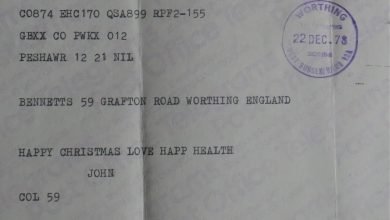 CO874 EHC170 QSA899 RPF2-155
GBXX CO PWKX 012
PESHAWR 12 21 NIL
BENNETTS 59 GRAFTON ROAD WORTHING ENGLAND
HAPPY CHRISTMAS LOVE HAPP HEALTH
JOHN
COL 59
WORTHING
22 DEC. 78